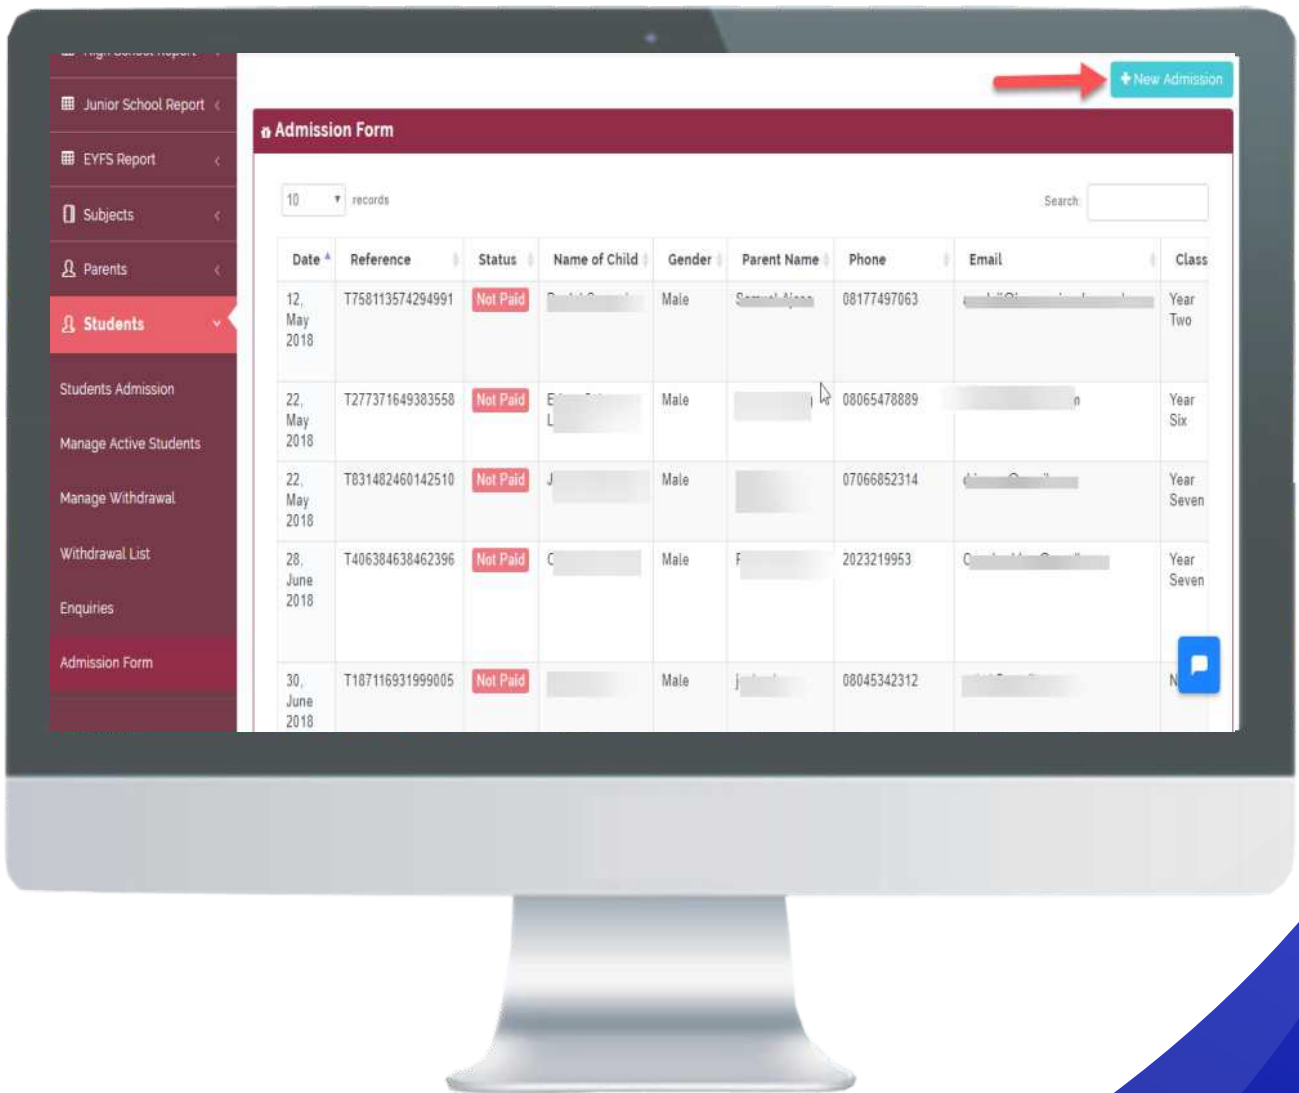 Junior School Report
EYFS Report
Subjects
Parents
Students
Students Admission
Manage Active Students
Manage Withdrawal
Withdrawal List
Enquiries
Admission Form
New Admission
Admission Form
10 records
Search:
Date Reference Status Name of Child Gender Parent Name Phone Email Class
12, T758113574294991 Not Paid Male 08177497063 Year
May Two
2018
22, T277371649383558 Not Paid Male 08065478889 Year
May Six
2018
22, T831482460142510 Not Paid Male 07066852314 Year
May Seven
2018
28, T406384638462396 Not Paid Male 2023219953 Year
June Seven
2018
30, T187116931999005 Not Paid Male 08045342312
June
2018